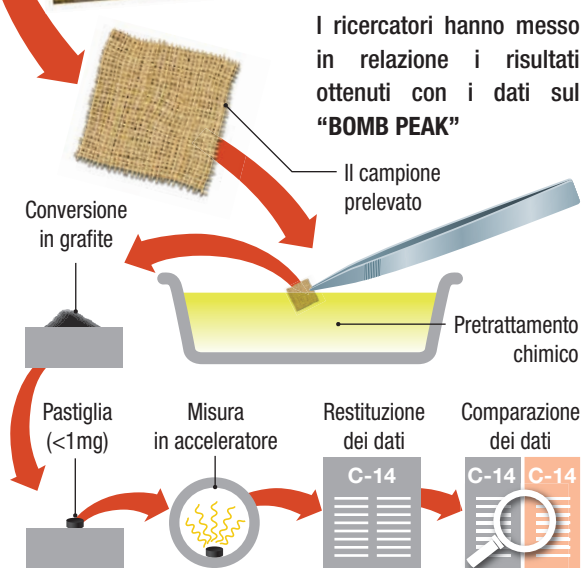 I ricercatori hanno messo
in relazione i risultati
ottenuti con i dati sul
“BOMB PEAK”
Il campione
prelevato
Conversione
in grafite
Pretrattamento
chimico
Pastiglia
(<1mg)
Misura
in acceleratore
Restituzione
dei dati
Comparazione
dei dati
C-14
C-14
C-14